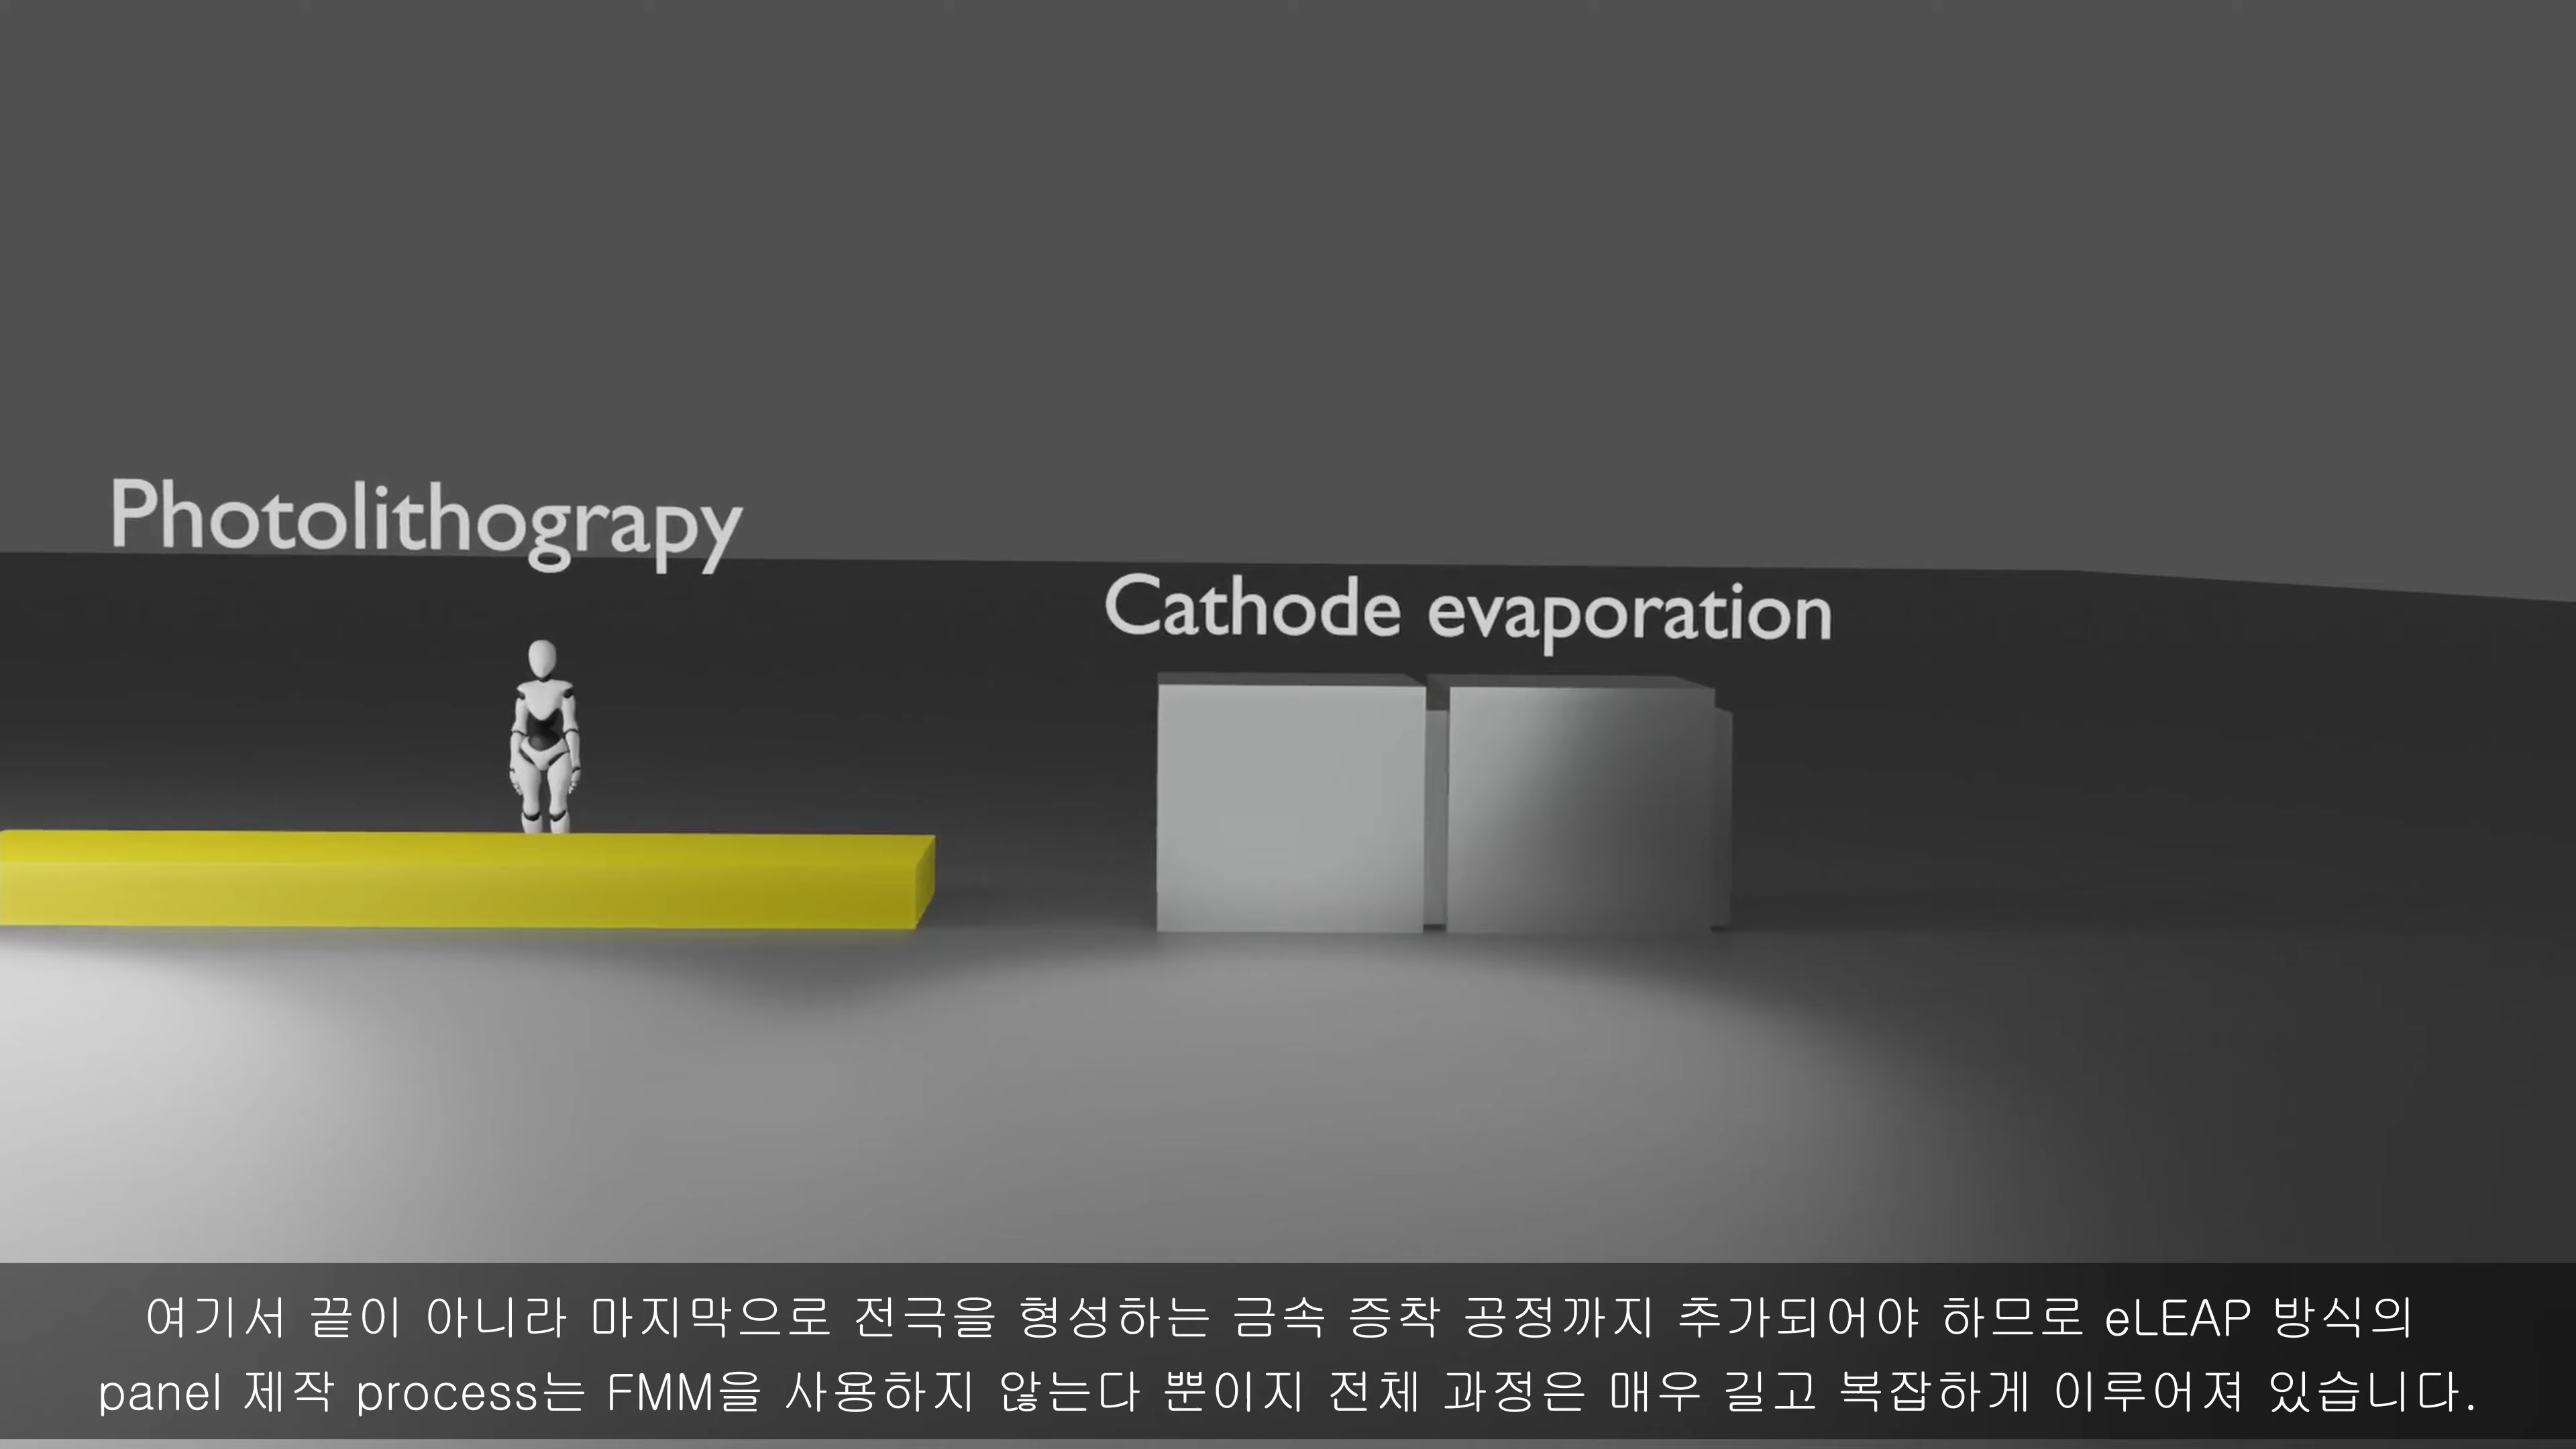 Photolithograpy
Cathode evaporation
여기서 끝이 아니라 마지막으로 전극을 형성하는 금속 증착 공정까지 추가되어야 하므로 eLEAP 방식의
panel 제작 process는 FMM을 사용하지 않는다 뿐이지 전체 과정은 매우 길고 복잡하게 이루어져 있습니다.